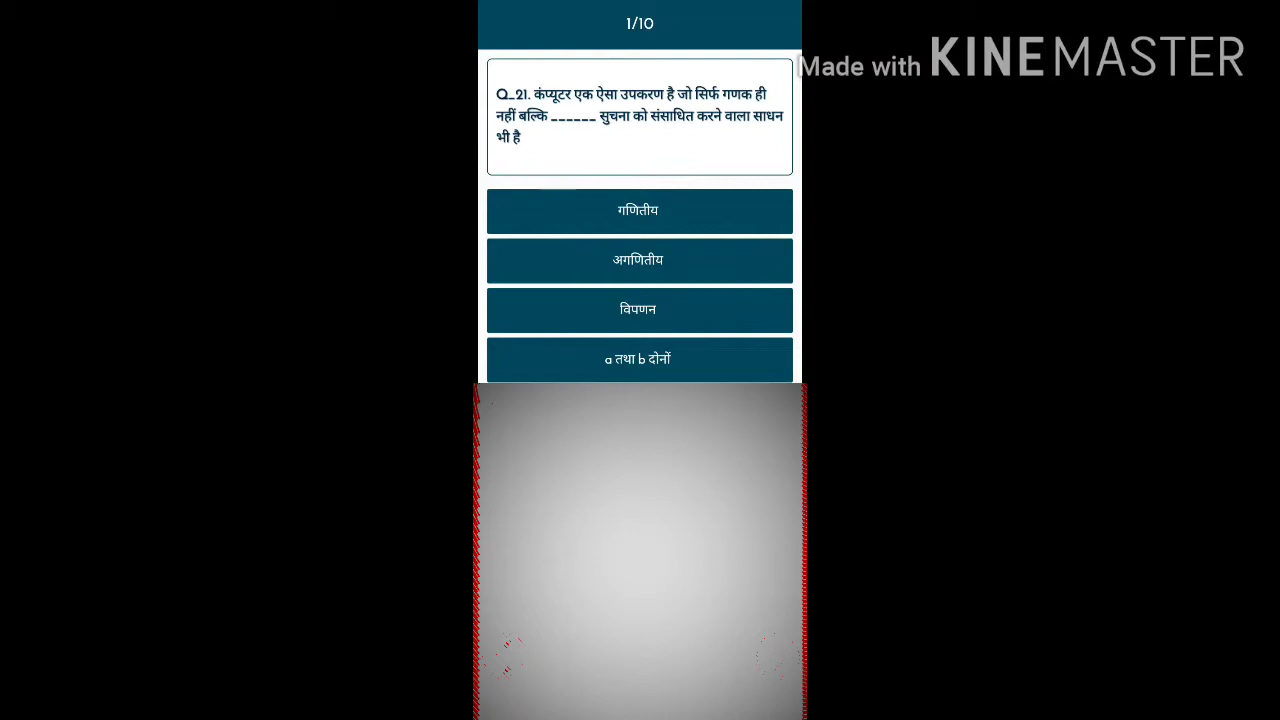 1/10
Made with KINEMASTER
Q_21. कंप्यूटर एक ऐसा उपकरण है जो सिर्फ गणक ही
नहीं बल्कि ______ सुचना को संसाधित करने वाला साधन
भी है
गणितीय
अगणितीय
विपणन
a तथा b दोनों